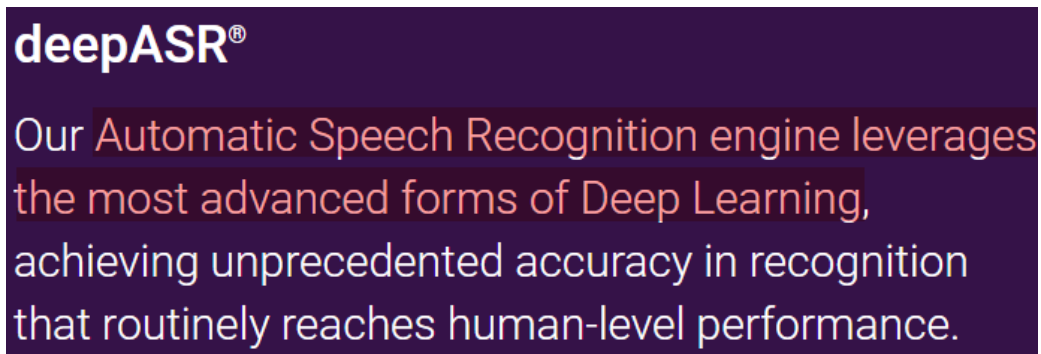 deepASR®
Our Automatic Speech Recognition engine leverages
the most advanced forms of Deep Learning,
achieving unprecedented accuracy in recognition
that routinely reaches human-level performance.